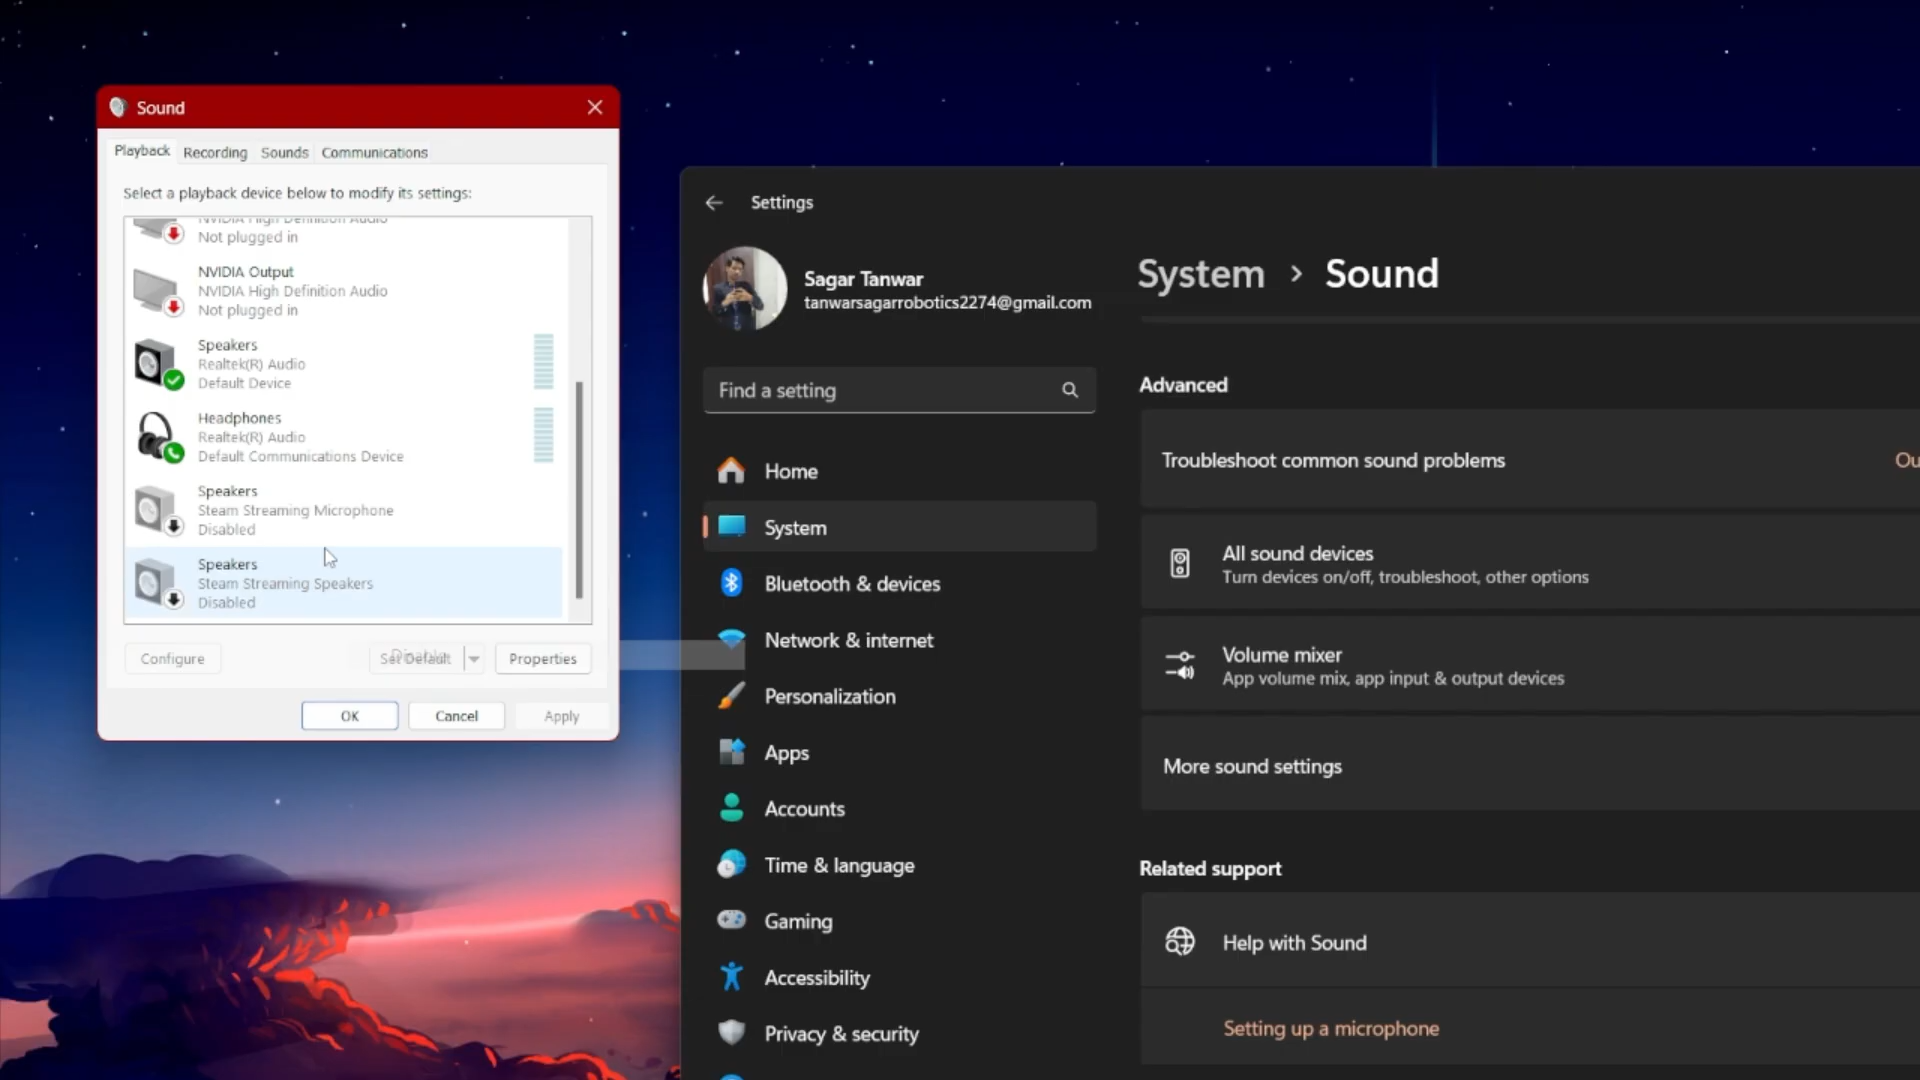 Sound
Playback
Recording
Sounds
Communications
Select a playback device below to modify its settings:
NVIDIA High Definition Audio
Not plugged in
NVIDIA Output
NVIDIA High Definition Audio
Not plugged in
Speakers
Realtek(R) Audio
Default Device
Headphones
Realtek(R) Audio
Default Communications Device
Speakers
Steam Streaming Microphone
Disabled
Speakers
Steam Streaming Speakers
Disabled
Configure
Set Default
Properties
OK
Cancel
Apply
Settings
Sagar Tanwar
tanwarsagarrobotics2274@gmail.com
Find a setting
Home
System
Bluetooth & devices
Network & internet
Personalization
Apps
Accounts
Time & language
Gaming
Accessibility
Privacy & security
System > Sound
Advanced
Troubleshoot common sound problems
Ou
All sound devices
Turn devices on/off, troubleshoot, other options
Volume mixer
App volume mix, app input & output devices
More sound settings
Related support
Help with Sound
Setting up a microphone